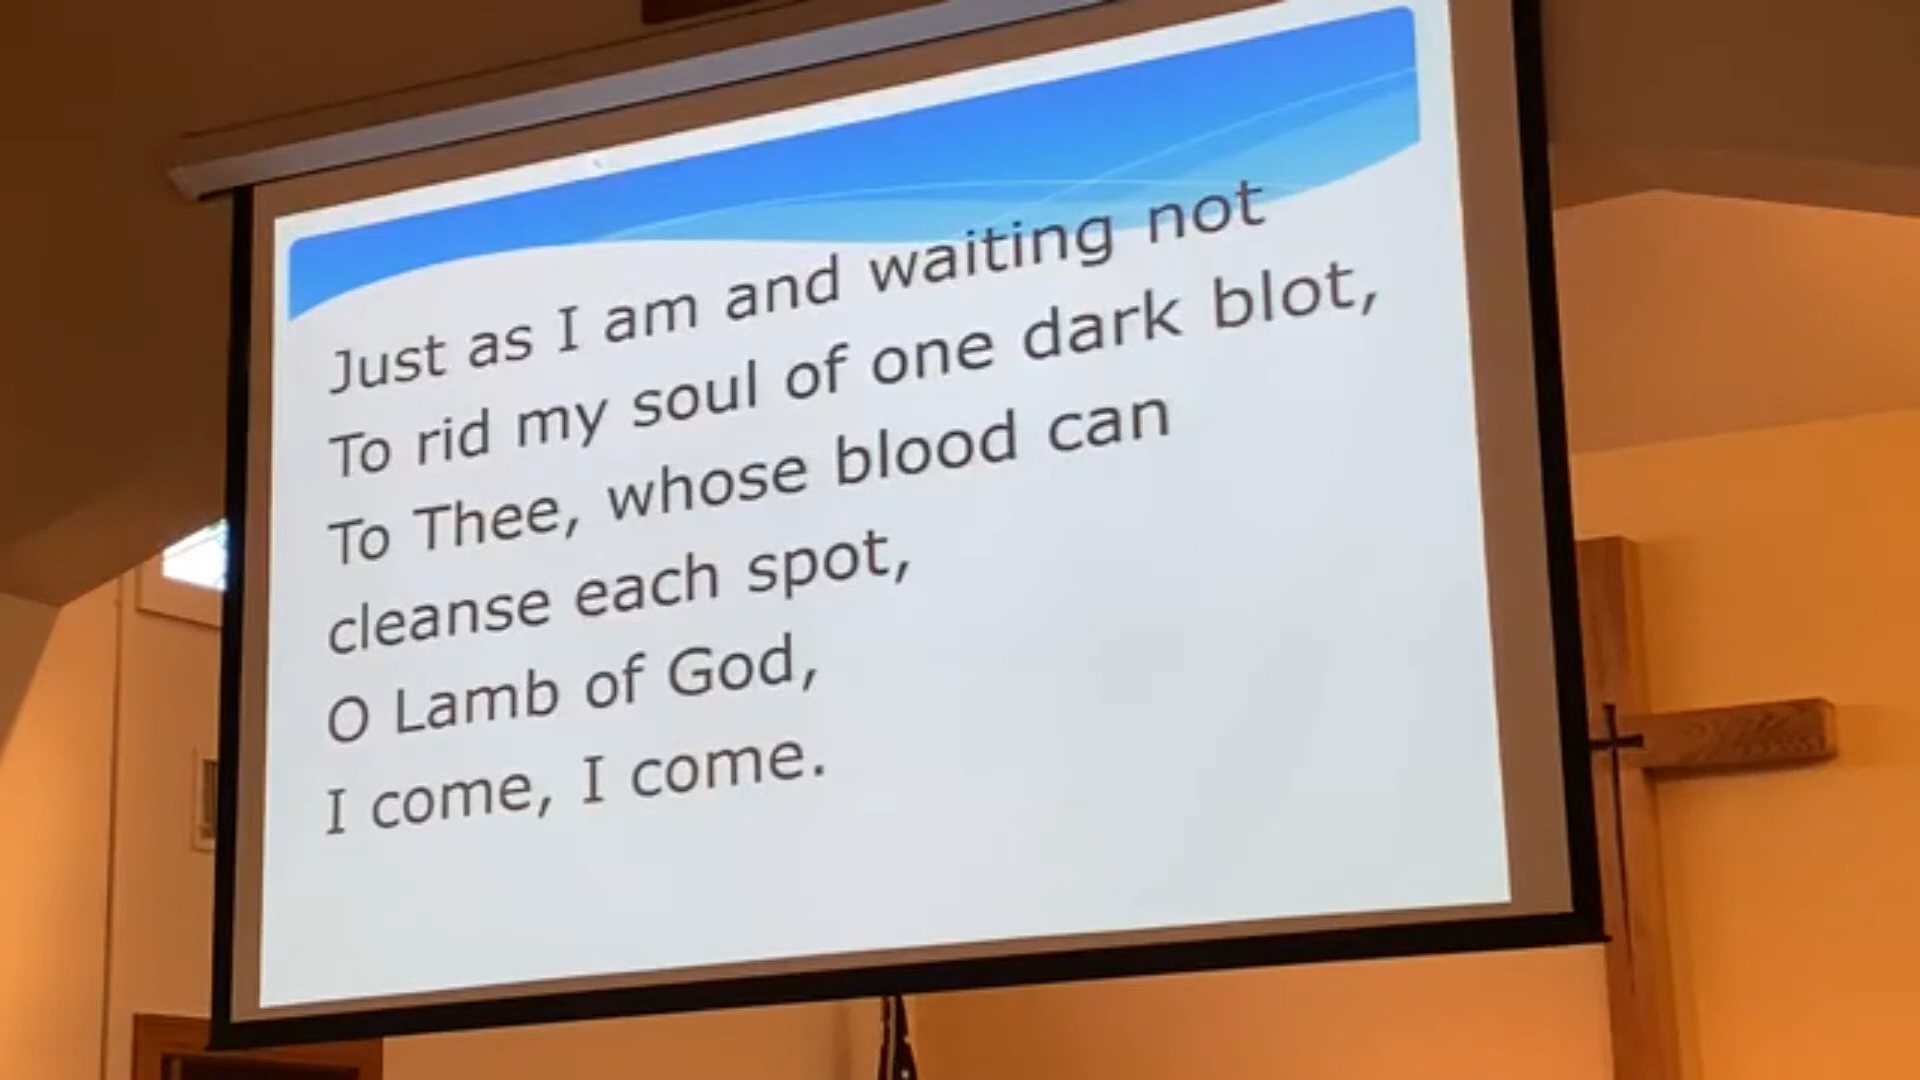 Just as I am and waiting not
To rid my soul of one dark blot,
To Thee, whose blood can
cleanse each spot,
O Lamb of God,
I come, I come.